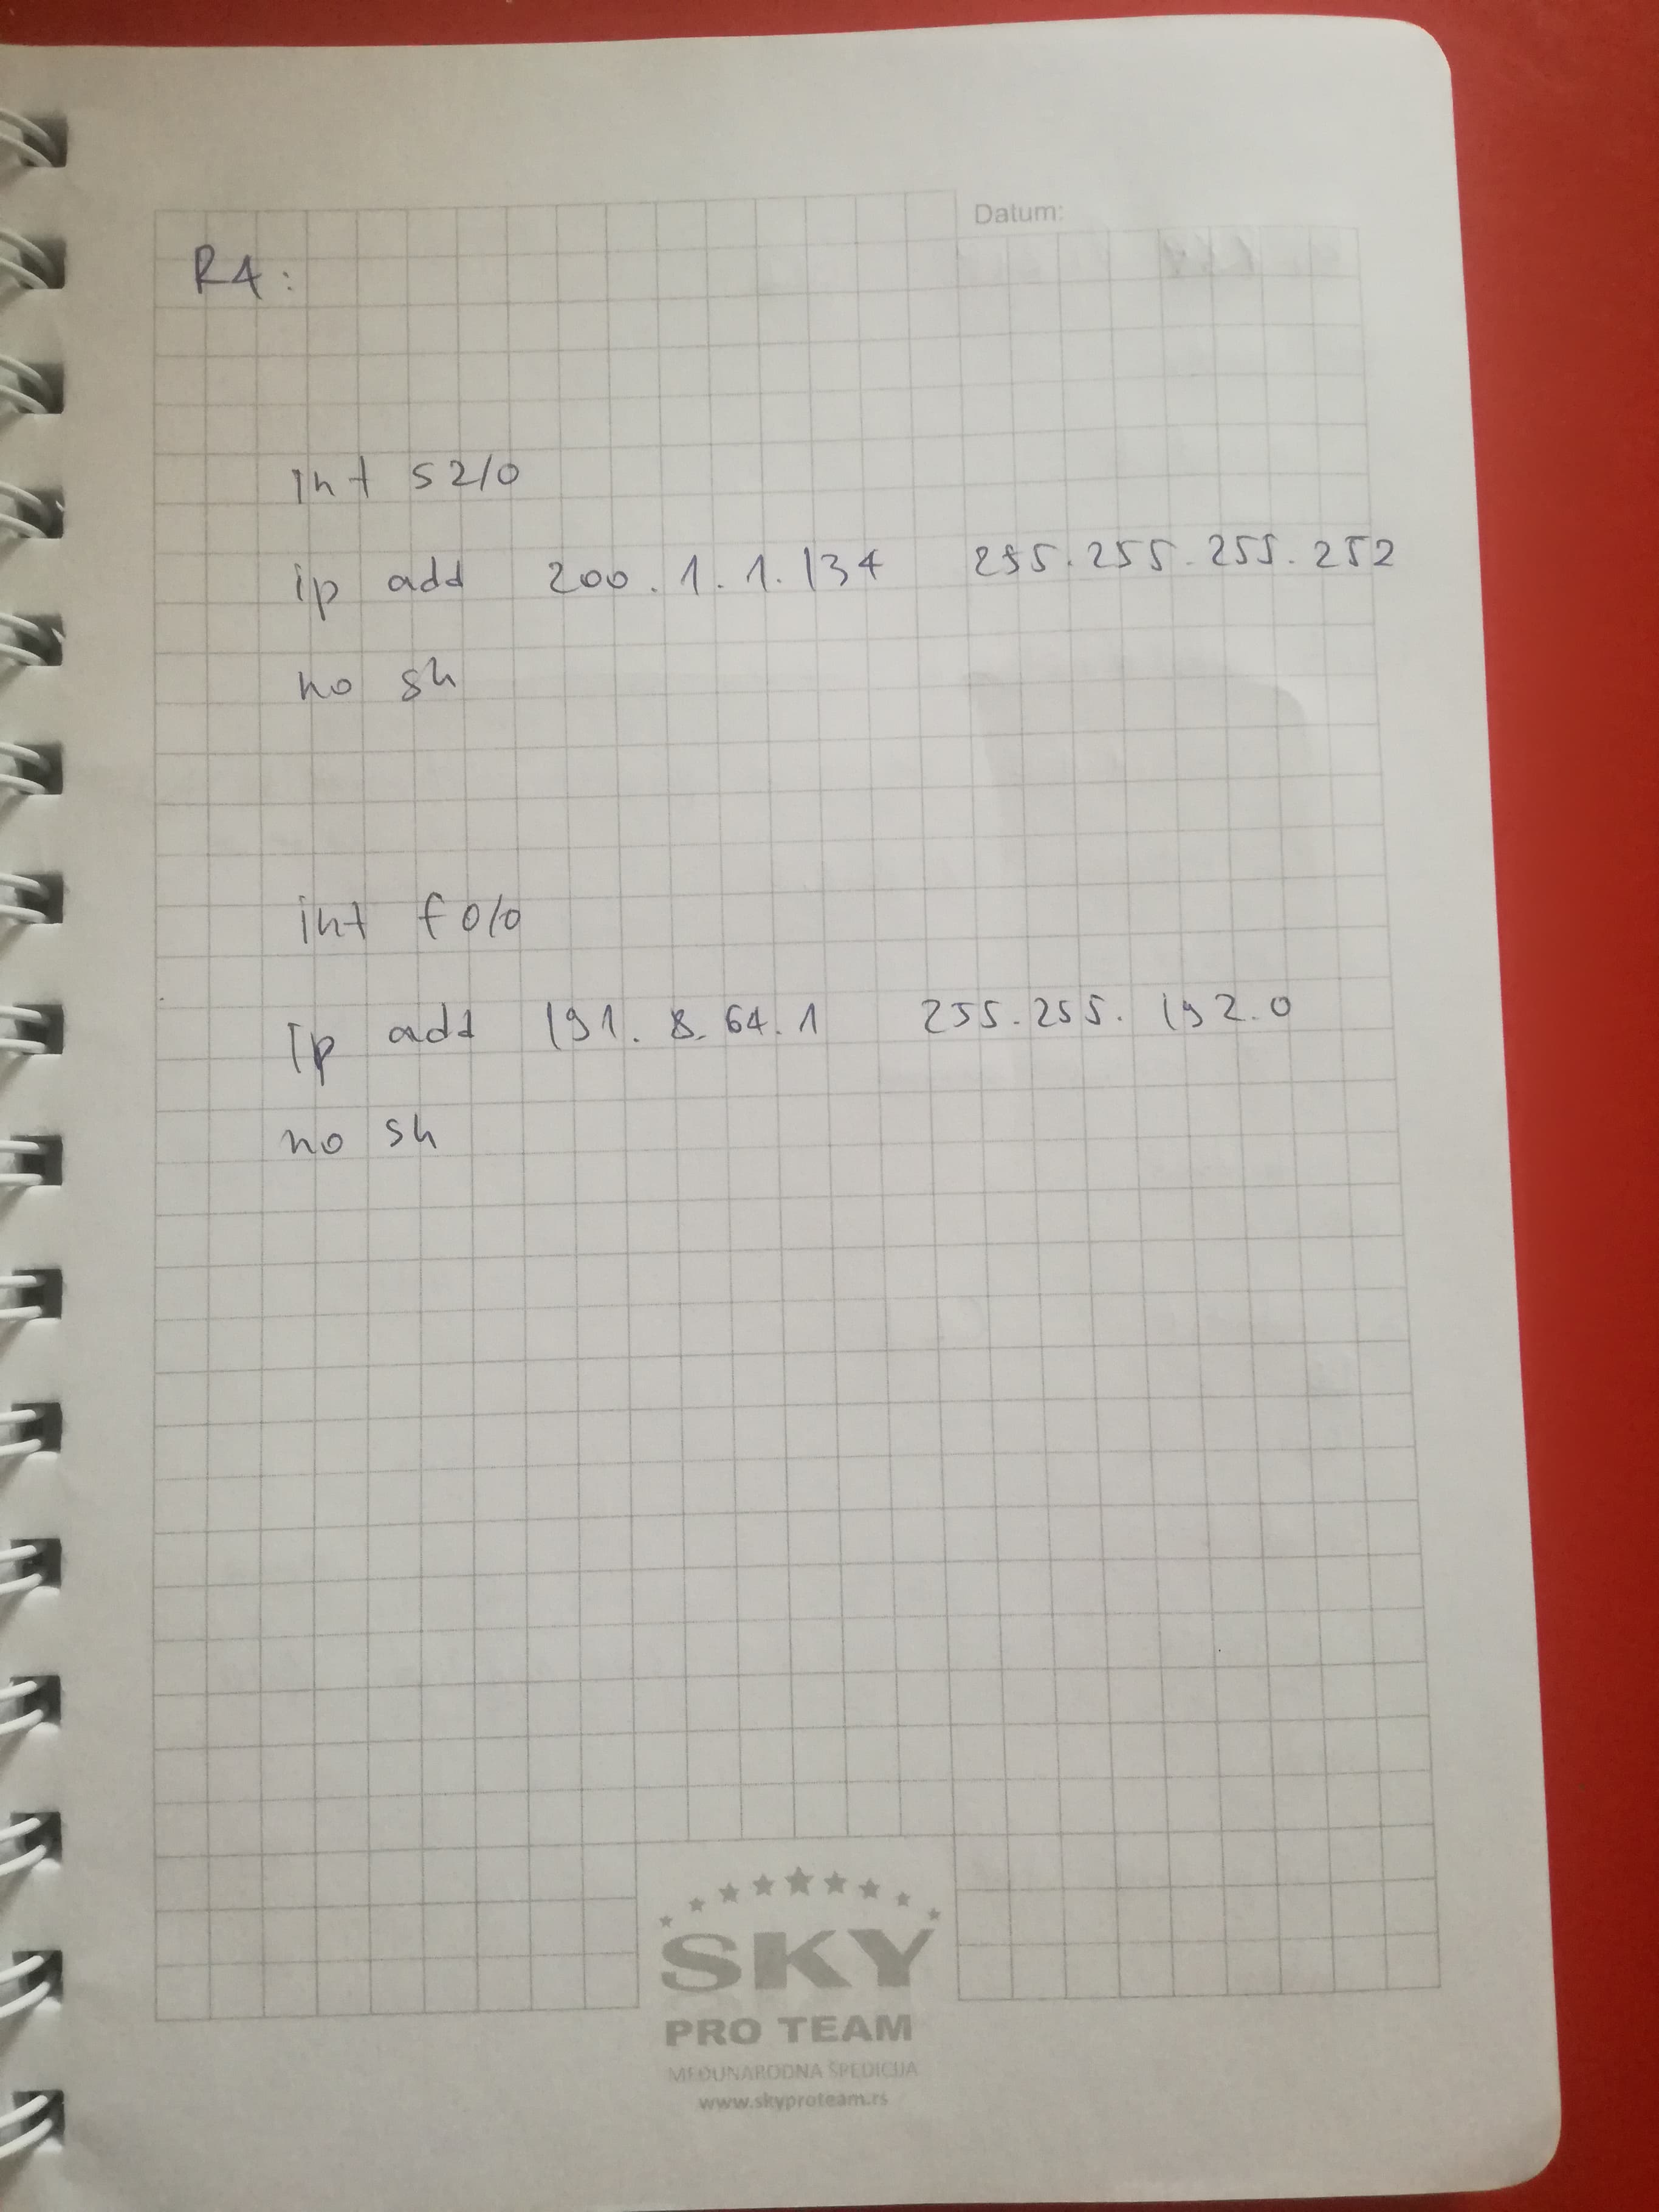 Datum:
R4:
int s2/0
ip add 200.1.1.134 255.255.255.252
no sh
int f0/0
ip add 191.8.64.1 255.255.192.0
no sh
SKY
PRO TEAM
MEĐUNARODNA ŠPEDICIJA
www.skyproteam.rs